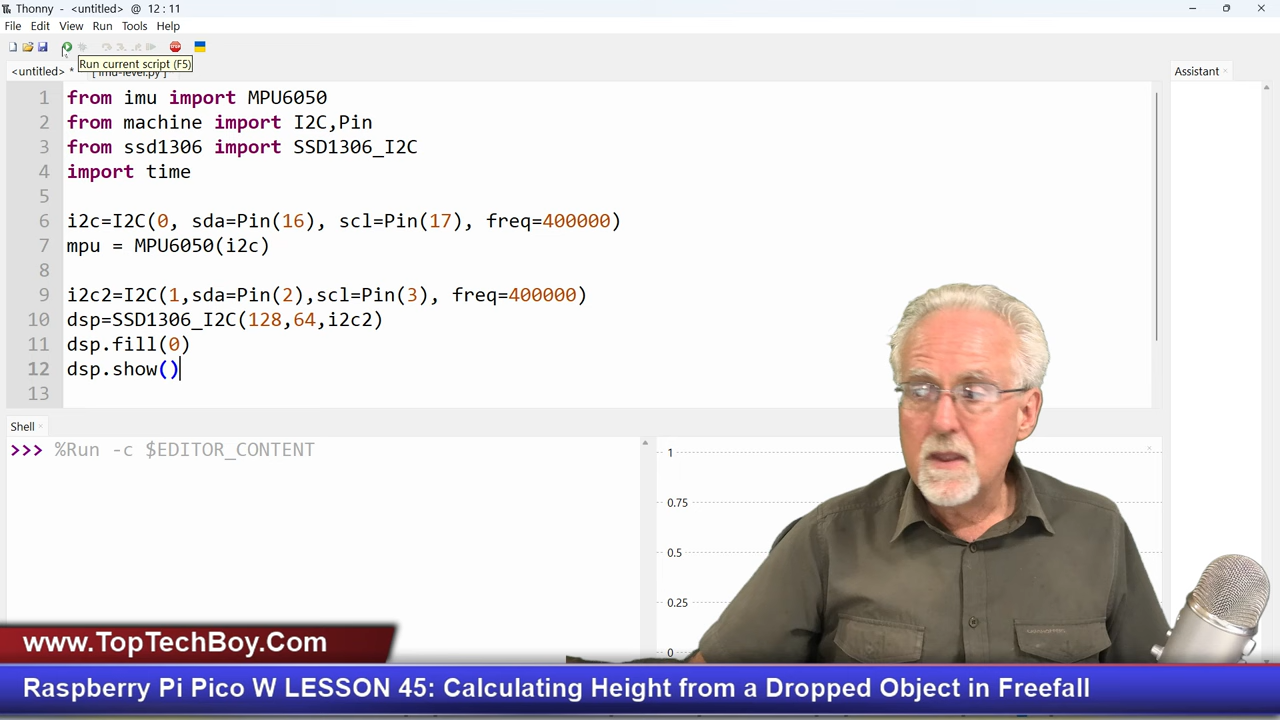 Thonny - <untitled> @ 12 : 11
File Edit View Run Tools Help
Run current script (F5)
<untitled> * [ imu-level.py ]
Assistant
1 from imu import MPU6050
2 from machine import I2C,Pin
3 from ssd1306 import SSD1306_I2C
4 import time
5
6 i2c=I2C(0, sda=Pin(16), scl=Pin(17), freq=400000)
7 mpu = MPU6050(i2c)
8
9 i2c2=I2C(1,sda=Pin(2),scl=Pin(3), freq=400000)
10 dsp=SSD1306_I2C(128,64,i2c2)
11 dsp.fill(0)
12 dsp.show()
13
Shell
>>> %Run -c $EDITOR_CONTENT
1
0.75
0.5
0.25
0
www.TopTechBoy.Com
Raspberry Pi Pico W LESSON 45: Calculating Height from a Dropped Object in Freefall